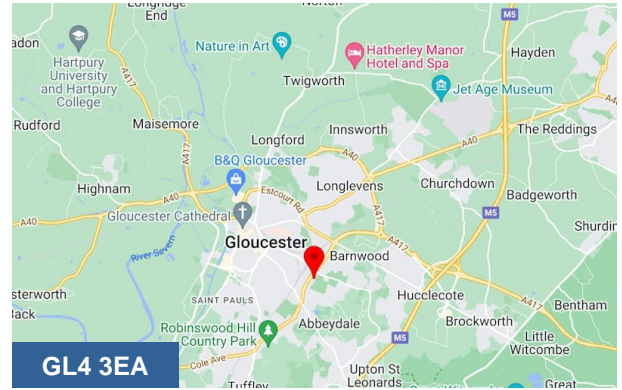 Longridge
End
Norton
M5
adon
Nature in Art
Hatherley Manor
Hotel and Spa
Hayden
Hartpury
University
and Hartpury
College
A417
Twigworth
Jet Age Museum
Rudford
Maisemore
Innsworth
The Reddings
A417
Longford
A40
B&Q Gloucester
Highnam
A40
Estcourt Rd
Longlevens
Churchdown
Badgeworth
A40
Gloucester Cathedral
M5
Shurdin
River Severn
Gloucester
Barnwood
A417
sterworth
SAINT PAULS
Hucclecote
A417
Bentham
Back
Robinswood Hill
Country Park
Abbeydale
Brockworth
M5
Little
Witcombe
GL4 3EA
Cole Ave
Upton St
Leonards
Tuffley
Great